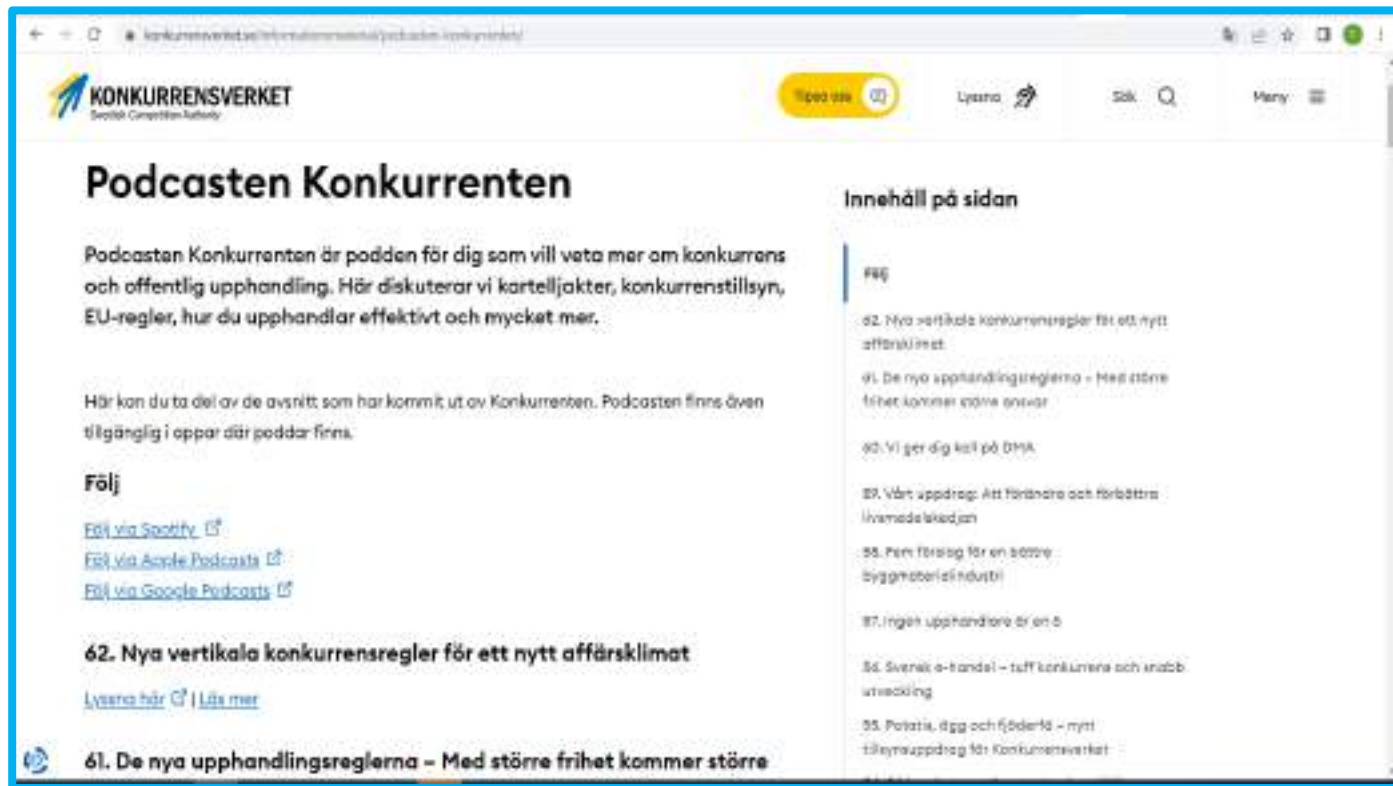 konkurrensverket.se/informationsmaterial/podcasten-konkurrenten/
KONKURRENSVERKET
Swedish Competition Authority
Tipsa oss
Lyssna
Sök
Meny
Podcasten Konkurrenten
Podcasten Konkurrenten är podden för dig som vill veta mer om konkurrens
och offentlig upphandling. Här diskuterar vi kartelljakter, konkurrenstillsyn,
EU-regler, hur du upphandlar effektivt och mycket mer.
Här kan du ta del av de avsnitt som har kommit ut av Konkurrenten. Podcasten finns även
tillgänglig i appar där poddar finns.
Följ
Följ via Spotify
Följ via Apple Podcasts
Följ via Google Podcasts
62. Nya vertikala konkurrensregler för ett nytt affärsklimat
Lyssna här | Läs mer
61. De nya upphandlingsreglerna – Med större frihet kommer större
Innehåll på sidan
Följ
62. Nya vertikala konkurrensregler för ett nytt
affärsklimat
61. De nya upphandlingsreglerna – Med större
frihet kommer större ansvar
60. Vi ger dig koll på DMA
59. Vårt uppdrag: Att förändra och förbättra
livsmedelskedjan
58. Fem förslag för en bättre
byggmaterialindustri
57. Ingen upphandlare är en ö
56. Svensk e-handel – tuff konkurrens och snabb
utveckling
55. Potatis, ägg och fjäderfä – nytt
tillsynsuppdrag för Konkurrensverket